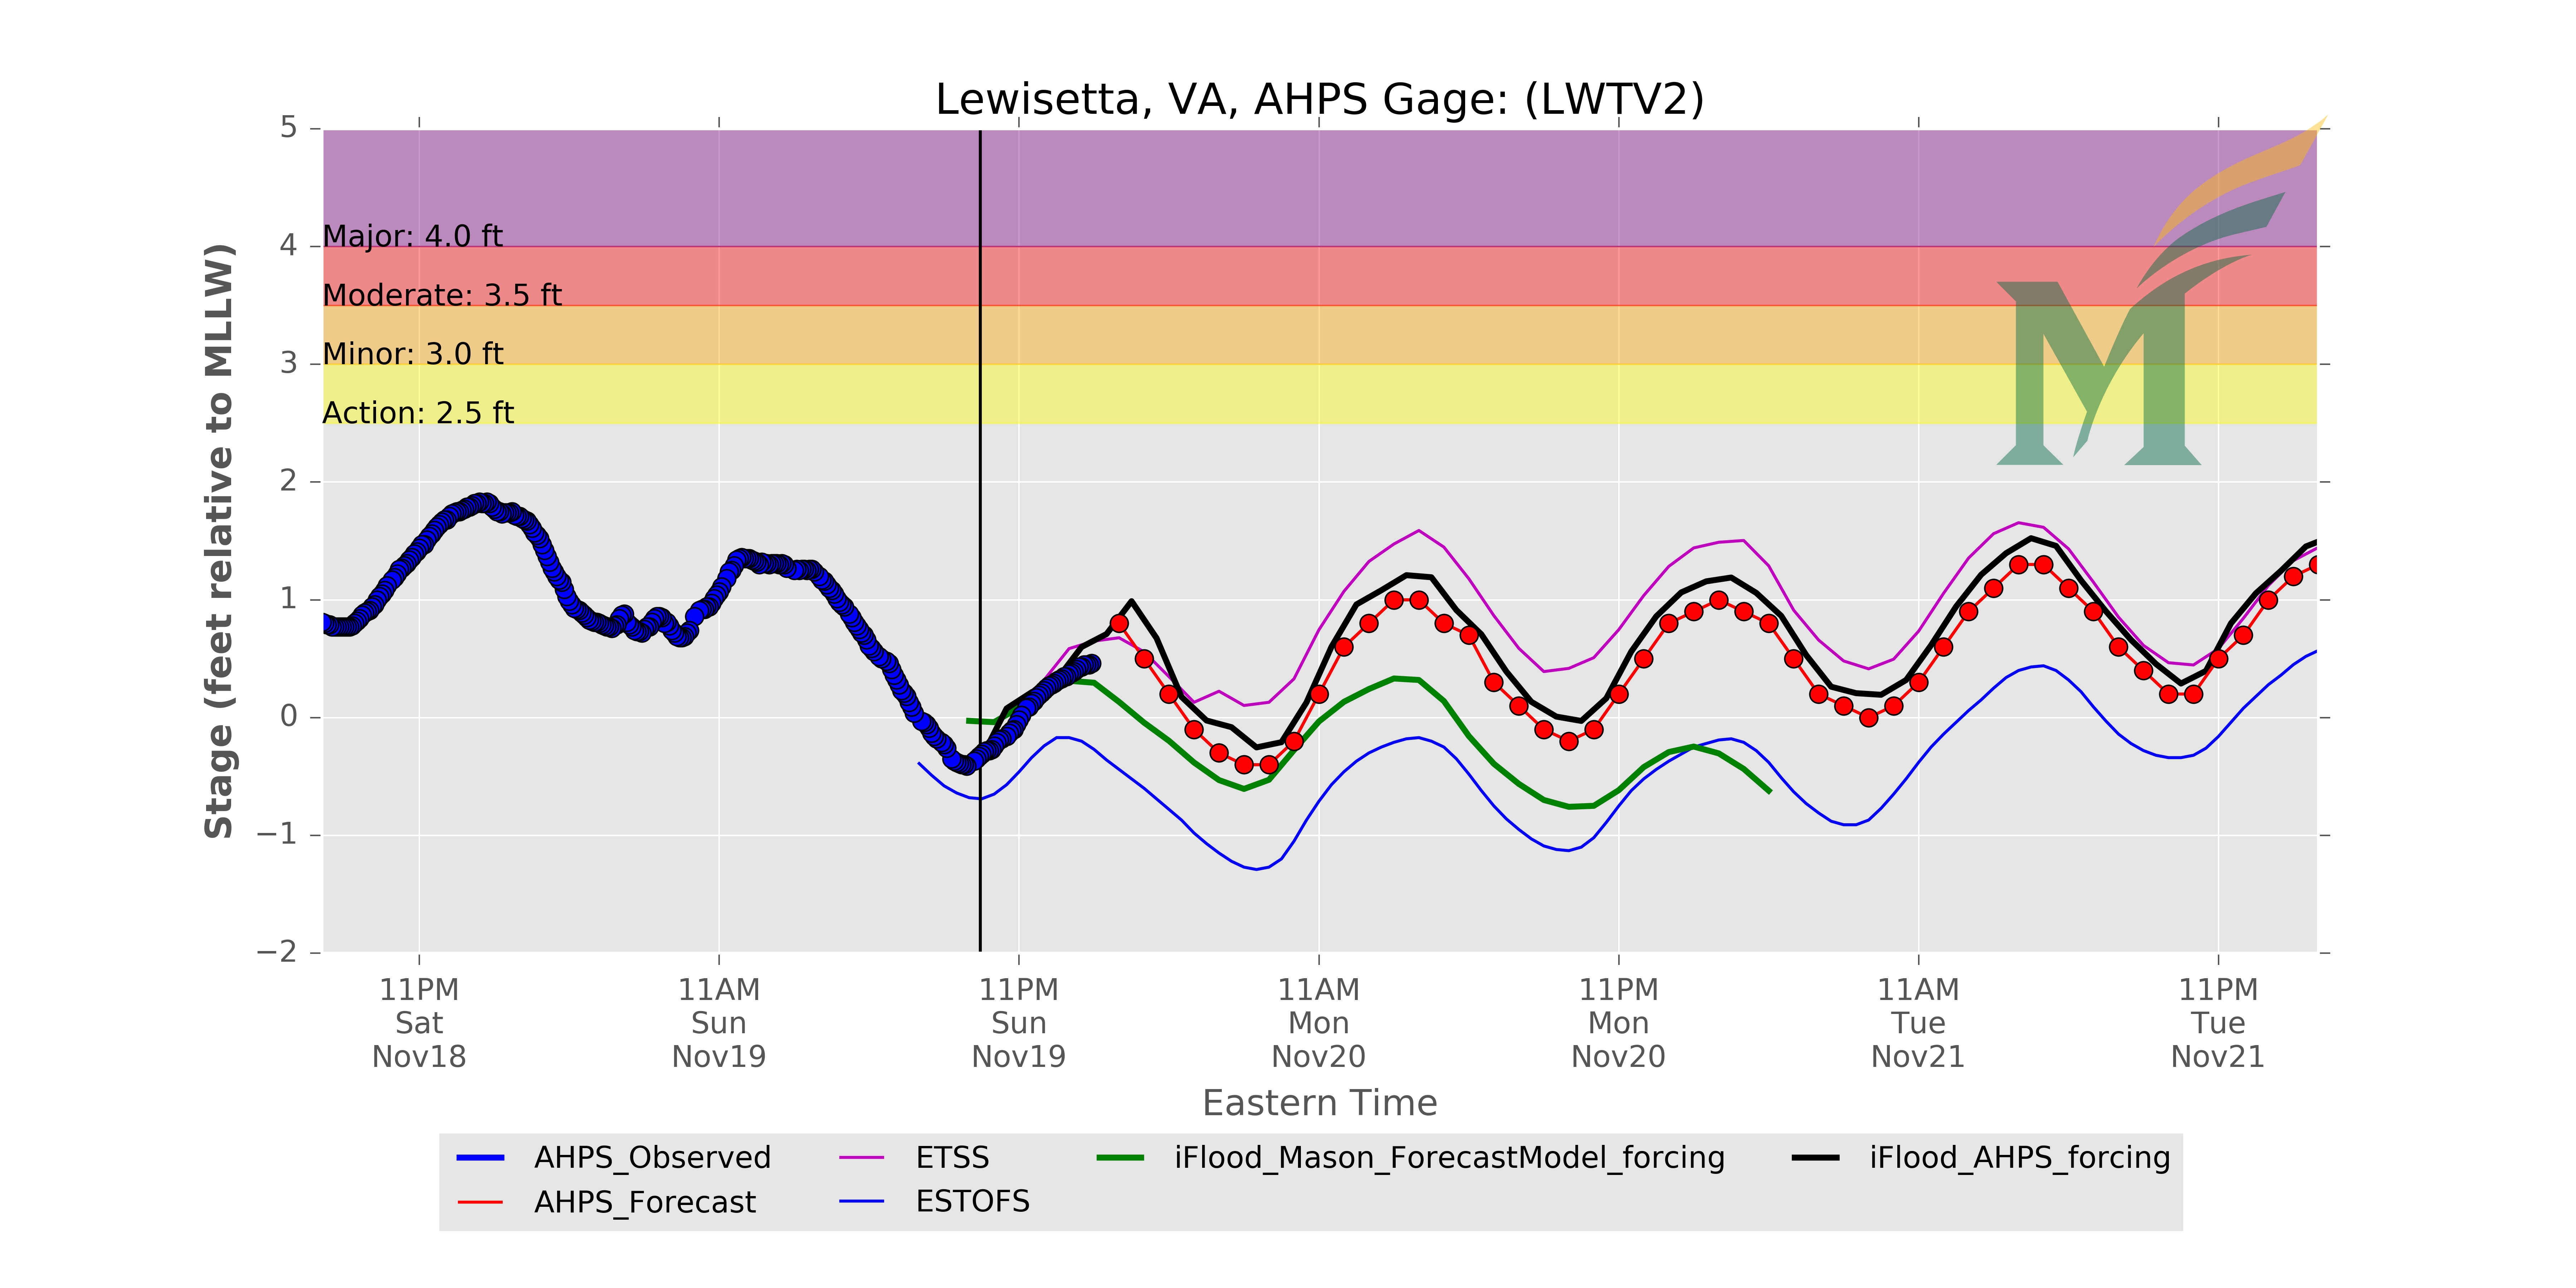 Lewisetta, VA, AHPS Gage: (LWTV2)
Stage (feet relative to MLLW)
5
4
3
2
1
0
−1
−2
Major: 4.0 ft
Moderate: 3.5 ft
Minor: 3.0 ft
Action: 2.5 ft
M
11PM
Sat
Nov18
11AM
Sun
Nov19
11PM
Sun
Nov19
11AM
Mon
Nov20
11PM
Mon
Nov20
11AM
Tue
Nov21
11PM
Tue
Nov21
Eastern Time
AHPS_Observed
AHPS_Forecast
ETSS
ESTOFS
iFlood_Mason_ForecastModel_forcing
iFlood_AHPS_forcing